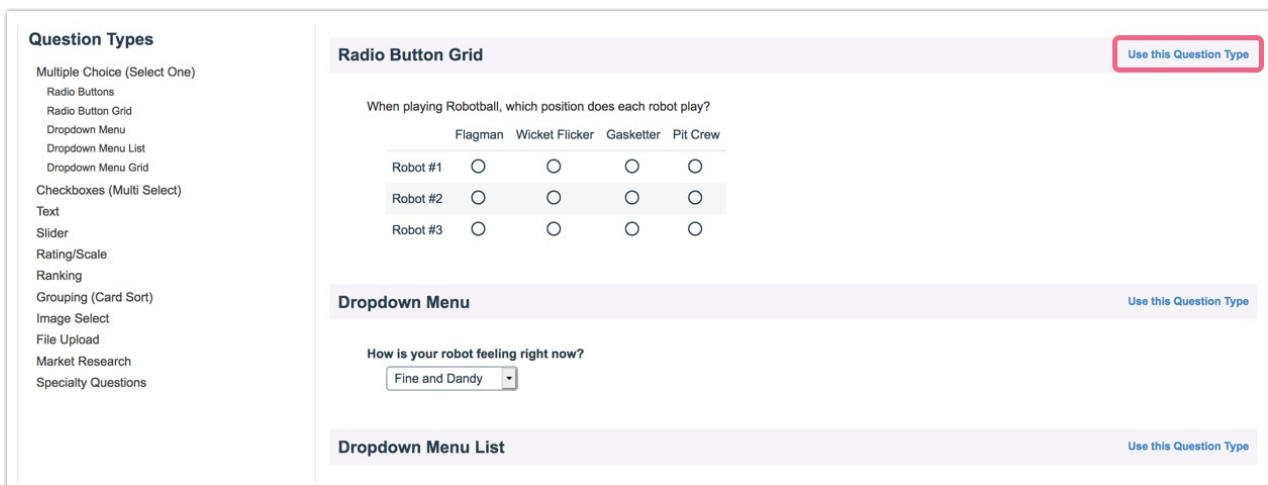 Question Types
Multiple Choice (Select One)
Radio Buttons
Radio Button Grid
Dropdown Menu
Dropdown Menu List
Dropdown Menu Grid
Checkboxes (Multi Select)
Text
Slider
Rating/Scale
Ranking
Grouping (Card Sort)
Image Select
File Upload
Market Research
Specialty Questions
Radio Button Grid Use this Question Type
When playing Robotball, which position does each robot play?
Flagman Wicket Flicker Gasketter Pit Crew
Robot #1
Robot #2
Robot #3
Dropdown Menu Use this Question Type
How is your robot feeling right now?
Fine and Dandy
Dropdown Menu List Use this Question Type